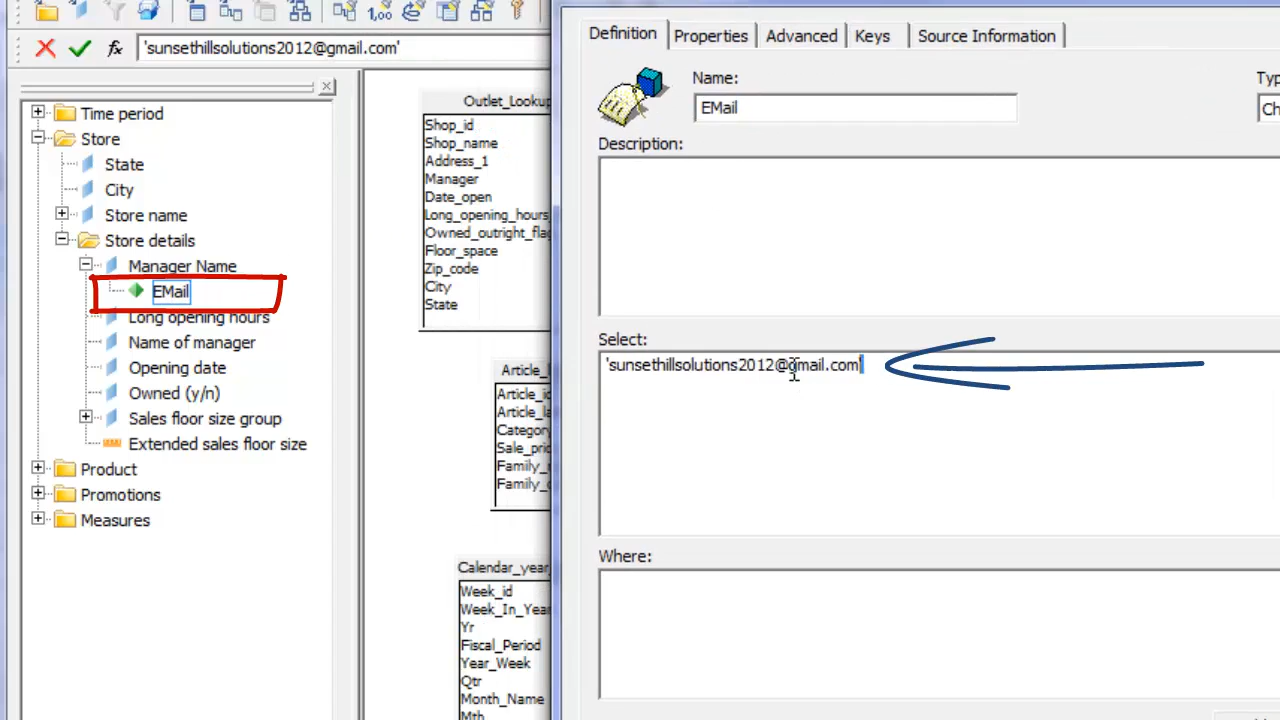 'sunsethillsolutions2012@gmail.com'
Time period
Store
State
City
Store name
Store details
Manager Name
EMail
Long opening hours
Name of manager
Opening date
Owned (y/n)
Sales floor size group
Extended sales floor size
Product
Promotions
Measures
Outlet_Lookup
Shop_id
Shop_name
Address_1
Manager
Date_open
Long_opening_hours_
Owned_outright_flag
Floor_space
Zip_code
City
State
Article_l
Article_id
Article_la
Category
Sale_pric
Family_
Family_
Calendar_year_
Week_id
Week_In_Year
Yr
Fiscal_Period
Year_Week
Qtr
Month_Name
Mth
Definition
Properties
Advanced
Keys
Source Information
Name:
Typ
EMail
Ch
Description:
Select:
'sunsethillsolutions2012@gmail.com'
Where: